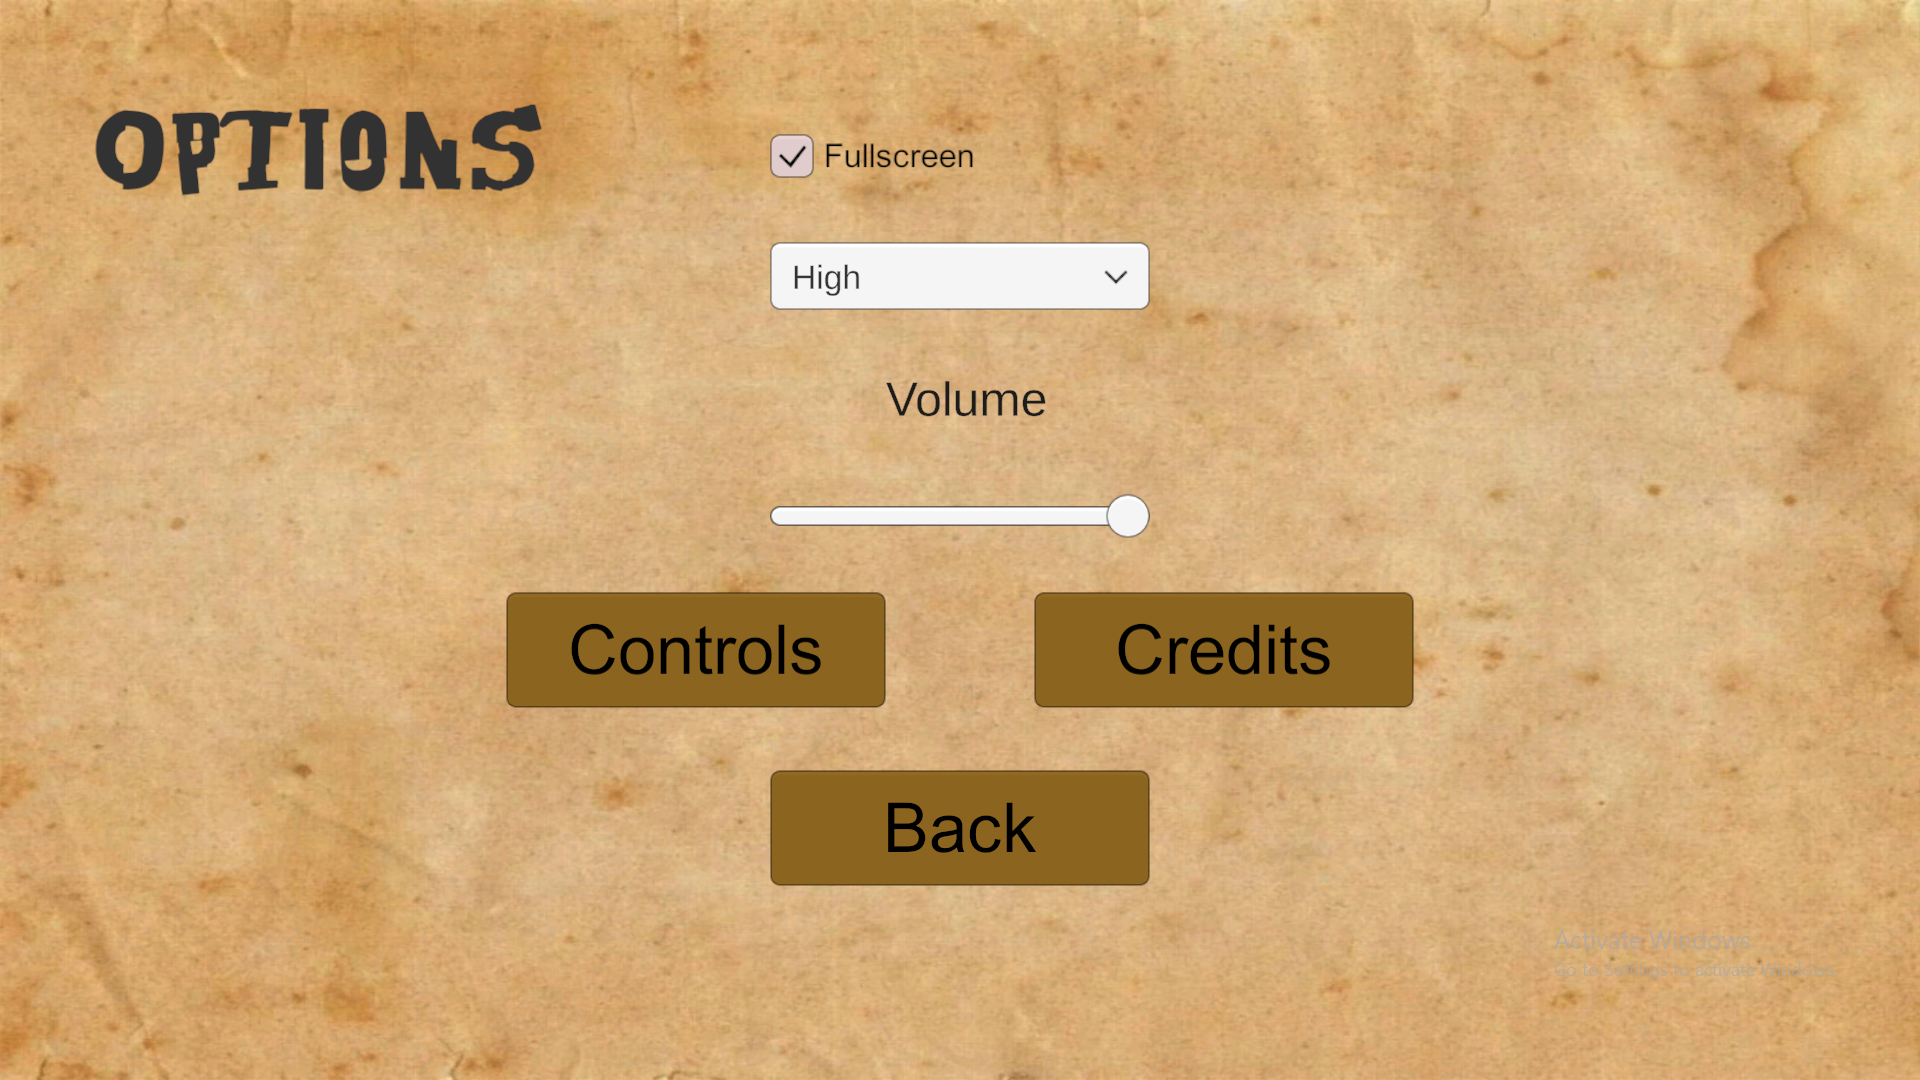 OPTIONS
Fullscreen
High
Volume
Controls
Credits
Back
Activate Windows
Go to Settings to activate Windows.